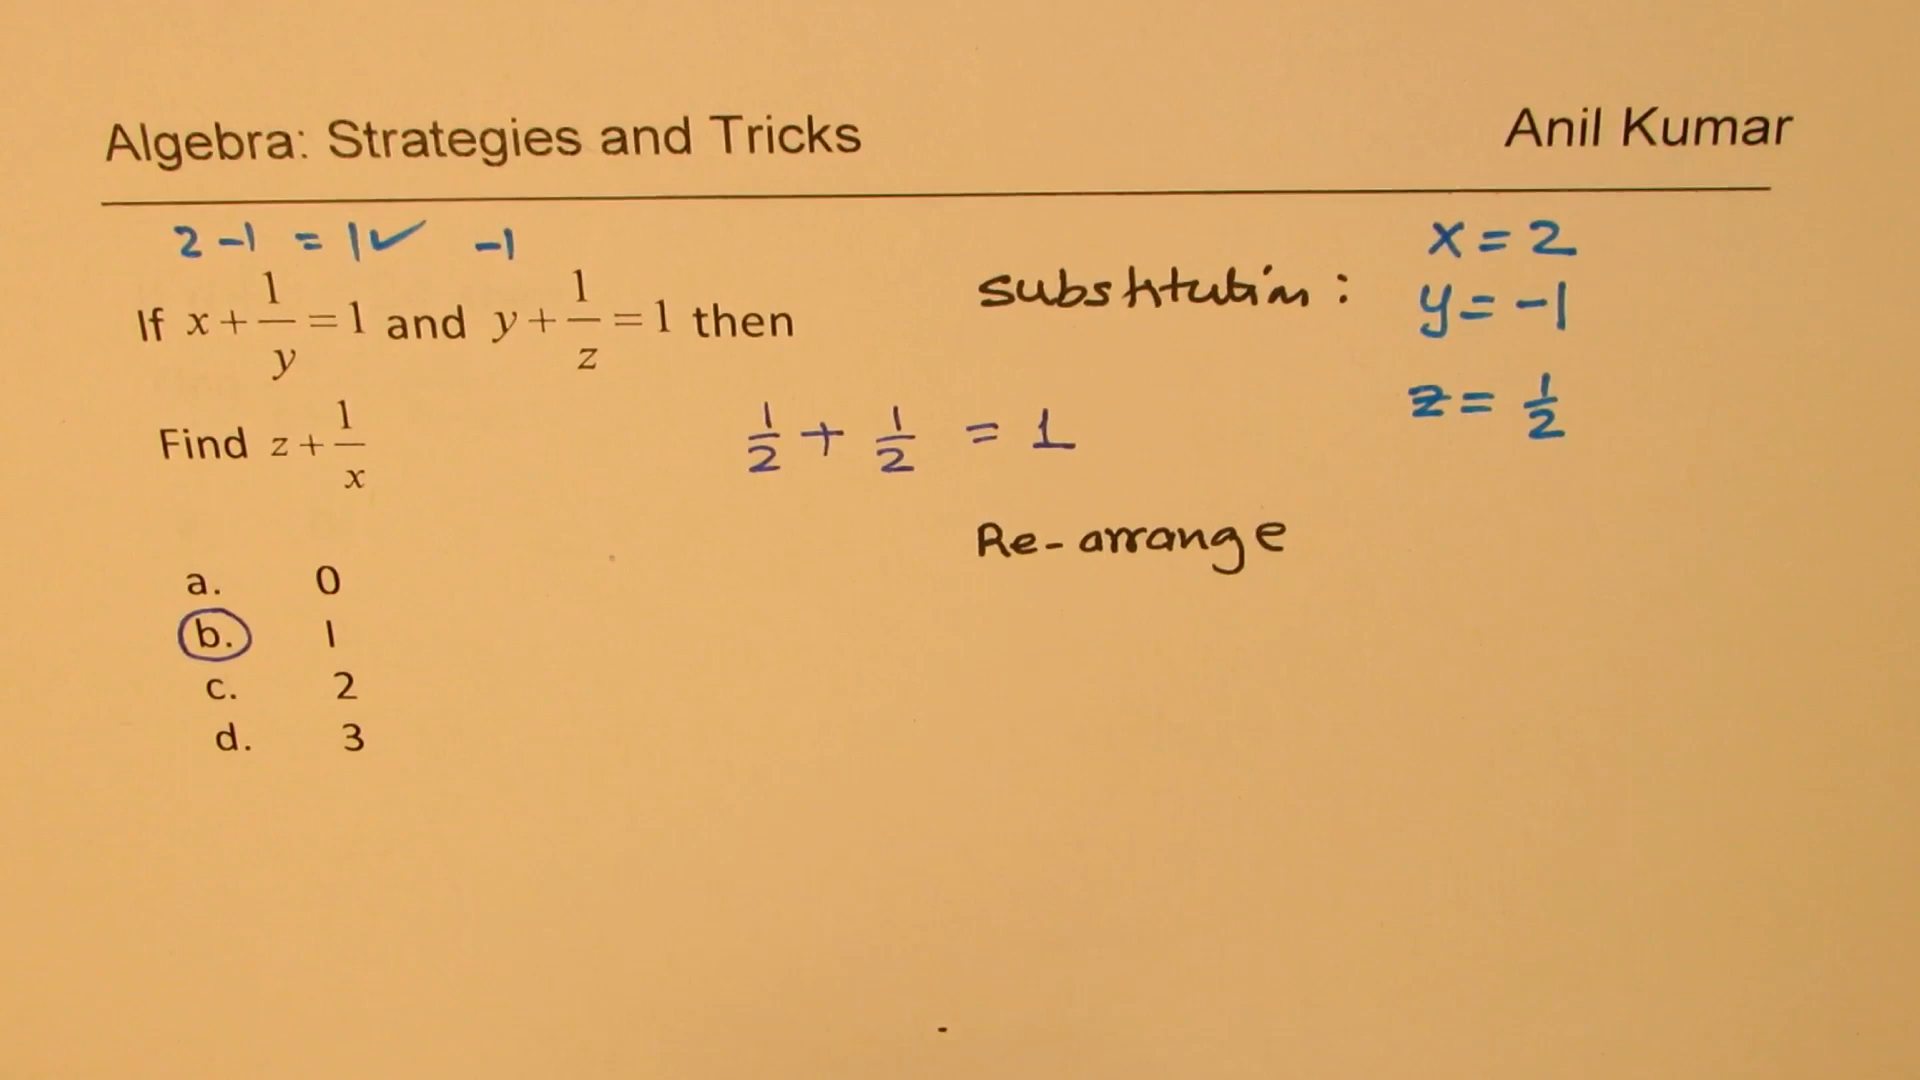 Algebra: Strategies and Tricks Anil Kumar
2 -1 = 1✓ -1
If x + 1/y = 1 and y + 1/z = 1 then
Substitution : x = 2
y = -1
z = 1/2
Find z + 1/x
1/2 + 1/2 = 1
Re-arrange
a. 0
b. 1
c. 2
d. 3